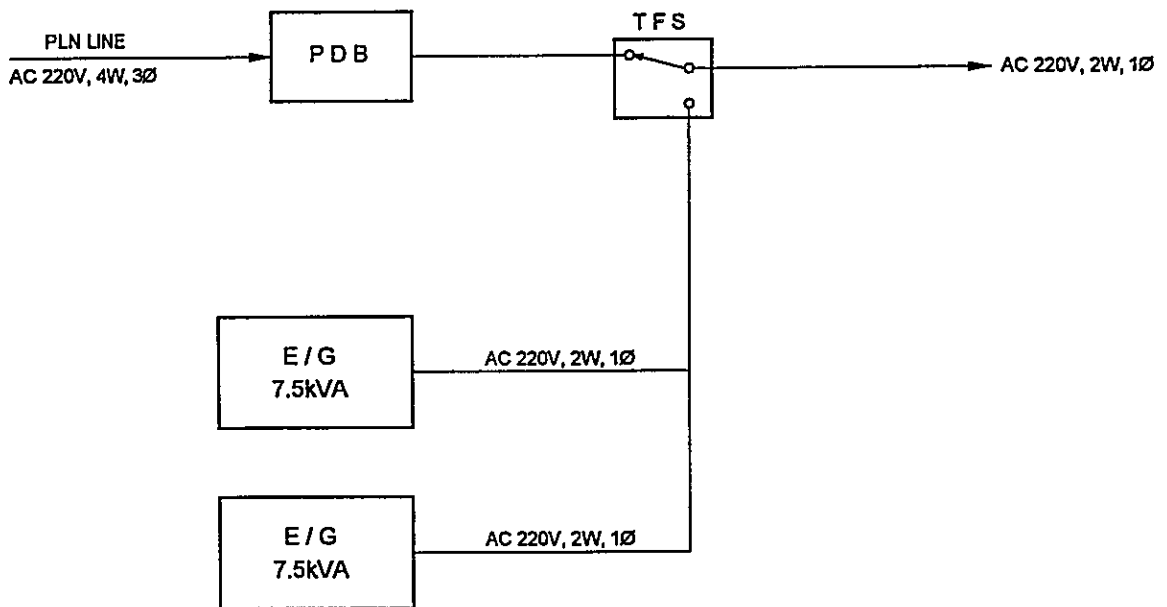 PLN LINE
AC 220V, 4W, 3Ø
P D B
T F S
AC 220V, 2W, 1Ø
E / G
7.5kVA
AC 220V, 2W, 1Ø
E / G
7.5kVA
AC 220V, 2W, 1Ø